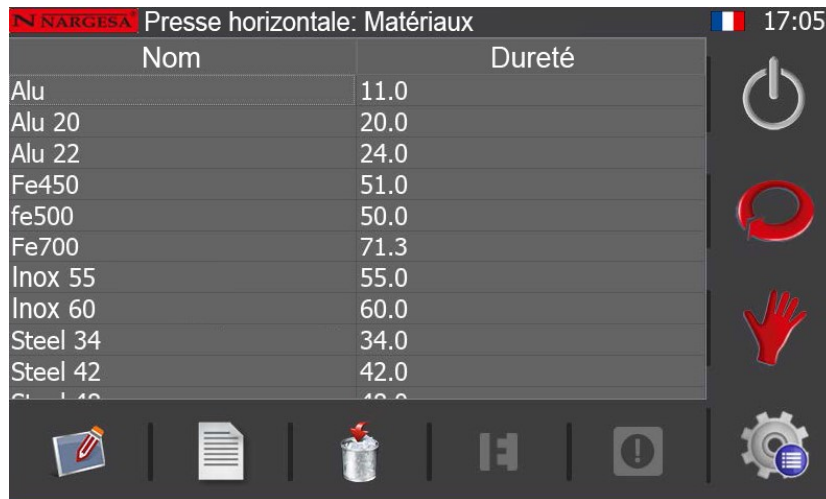 NARGESA® Presse horizontale: Matériaux 17:05
Nom Dureté
Alu 11.0
Alu 20 20.0
Alu 22 24.0
Fe450 51.0
fe500 50.0
Fe700 71.3
Inox 55 55.0
Inox 60 60.0
Steel 34 34.0
Steel 42 42.0